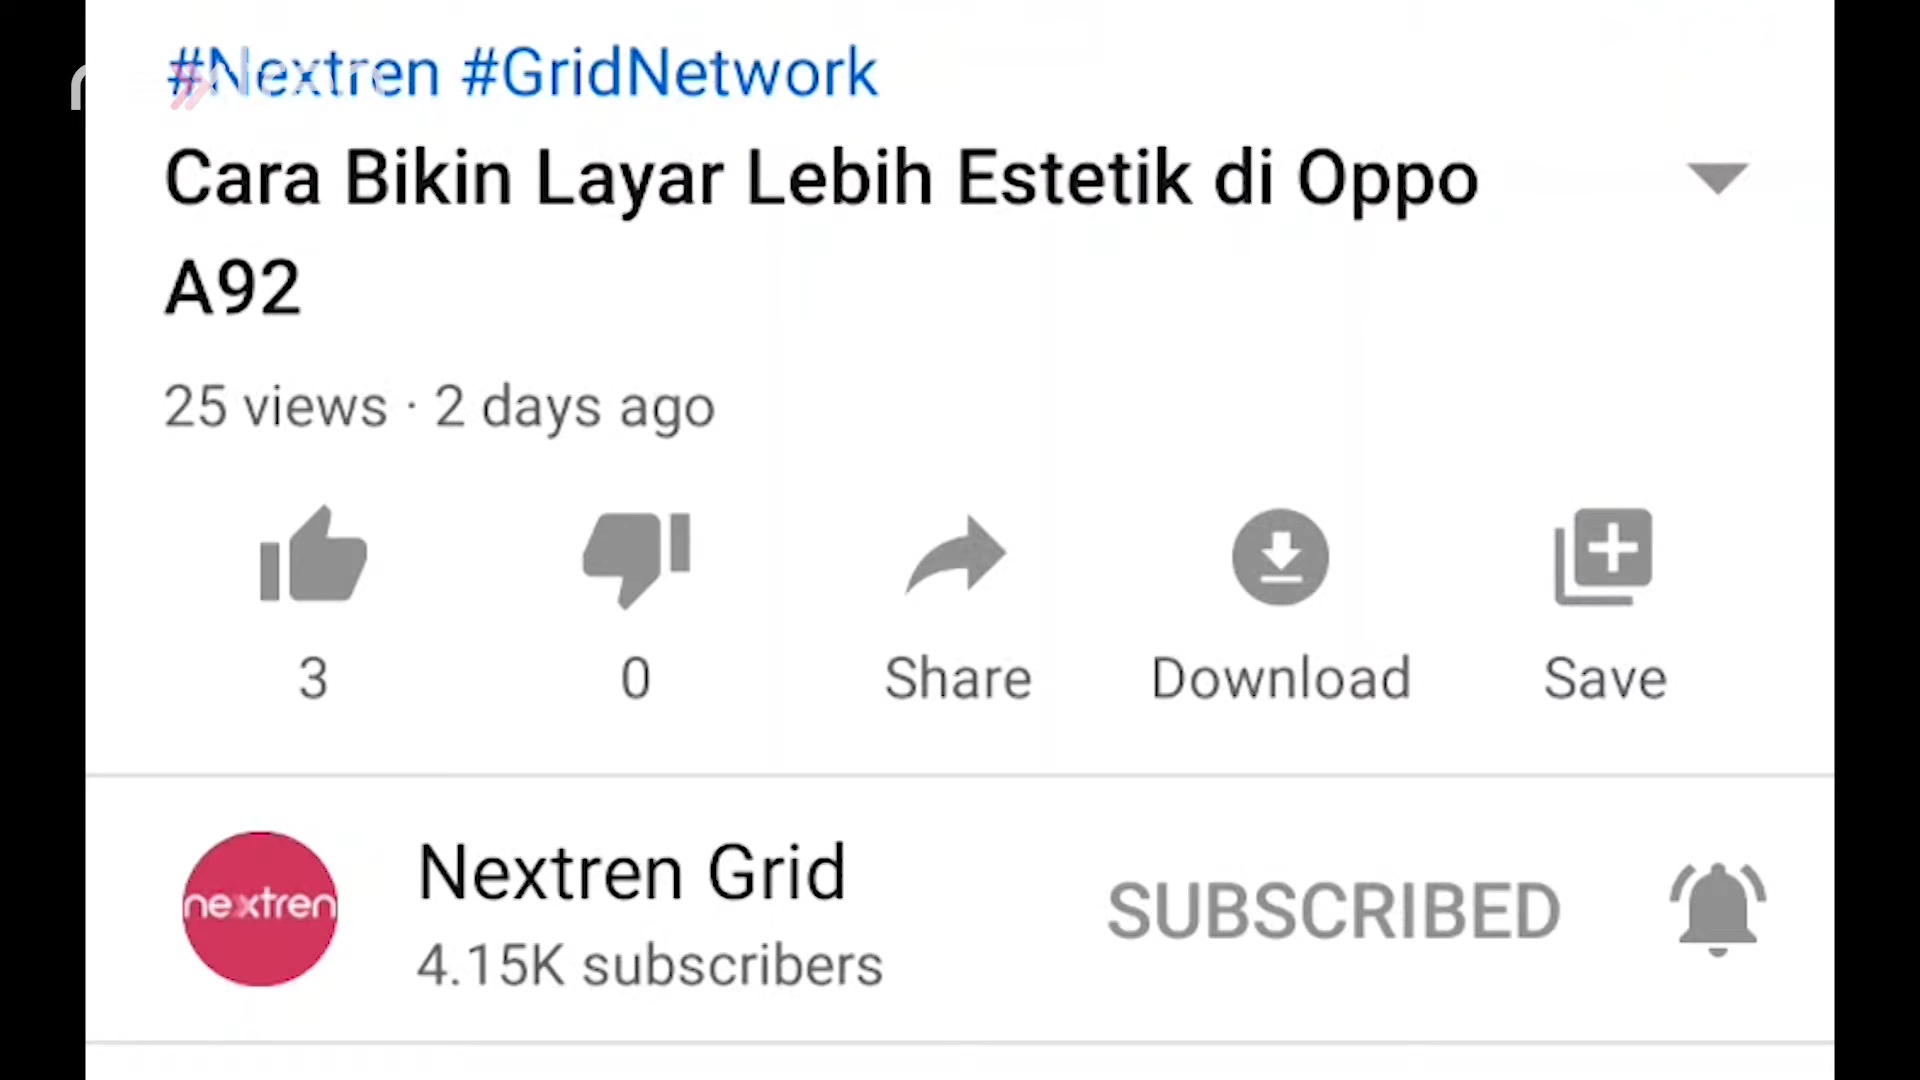 #Nextren #GridNetwork
Cara Bikin Layar Lebih Estetik di Oppo
A92
25 views · 2 days ago
3 0 Share Download Save
nextren
Nextren Grid
SUBSCRIBED
4.15K subscribers